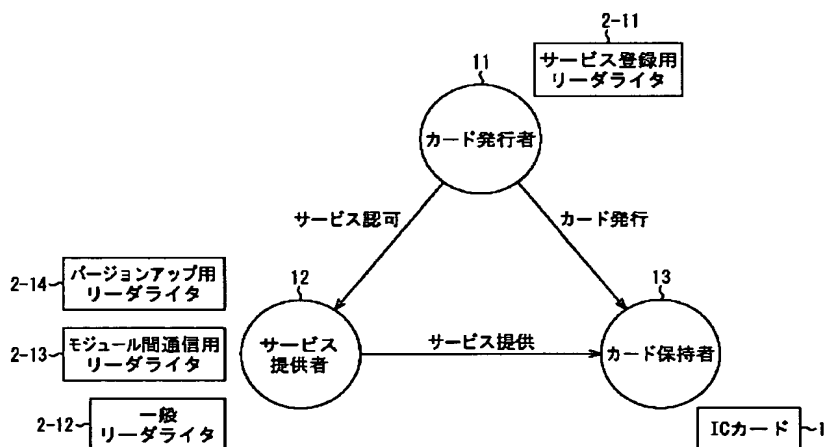 2-11
サービス登録用
リーダライタ
11
カード発行者
サービス認可
カード発行
2-14
バージョンアップ用
リーダライタ
12
13
2-13
モジュール間通信用
リーダライタ
サービス
提供者
サービス提供
カード保持者
2-12
一般
リーダライタ
ICカード
1